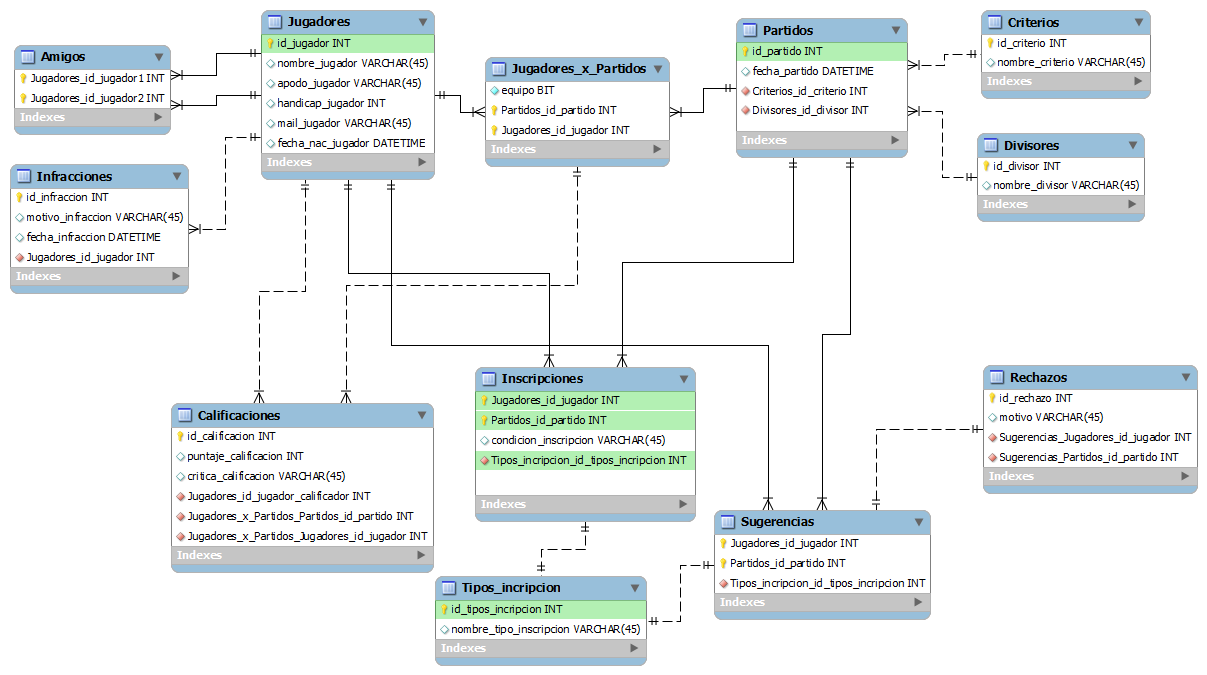 Amigos
Jugadores_id_jugador1 INT
Jugadores_id_jugador2 INT
Indexes
Jugadores
id_jugador INT
nombre_jugador VARCHAR(45)
apodo_jugador VARCHAR(45)
handicap_jugador INT
mail_jugador VARCHAR(45)
fecha_nac_jugador DATETIME
Indexes
Jugadores_x_Partidos
equipo BIT
Partidos_id_partido INT
Jugadores_id_jugador INT
Indexes
Partidos
id_partido INT
fecha_partido DATETIME
Criterios_id_criterio INT
Divisores_id_divisor INT
Indexes
Criterios
id_criterio INT
nombre_criterio VARCHAR(45)
Indexes
Divisores
id_divisor INT
nombre_divisor VARCHAR(45)
Indexes
Infracciones
id_infraccion INT
motivo_infraccion VARCHAR(45)
fecha_infraccion DATETIME
Jugadores_id_jugador INT
Indexes
Calificaciones
id_calificacion INT
puntaje_calificacion INT
critica_calificacion VARCHAR(45)
Jugadores_id_jugador_calificador INT
Jugadores_x_Partidos_Partidos_id_partido INT
Jugadores_x_Partidos_Jugadores_id_jugador INT
Indexes
Inscripciones
Jugadores_id_jugador INT
Partidos_id_partido INT
condicion_inscripcion VARCHAR(45)
Tipos_incripcion_id_tipos_incripcion INT
Indexes
Rechazos
id_rechazo INT
motivo VARCHAR(45)
Sugerencias_Jugadores_id_jugador INT
Sugerencias_Partidos_id_partido INT
Indexes
Sugerencias
Jugadores_id_jugador INT
Partidos_id_partido INT
Tipos_incripcion_id_tipos_incripcion INT
Indexes
Tipos_incripcion
id_tipos_incripcion INT
nombre_tipo_inscripcion VARCHAR(45)
Indexes